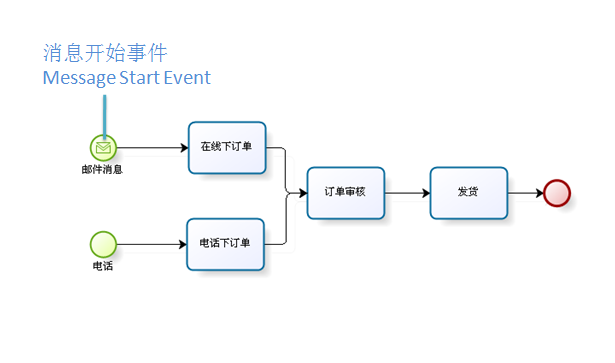 消息开始事件
Message Start Event
邮件消息
在线下订单
订单审核
发货
电话
电话下订单